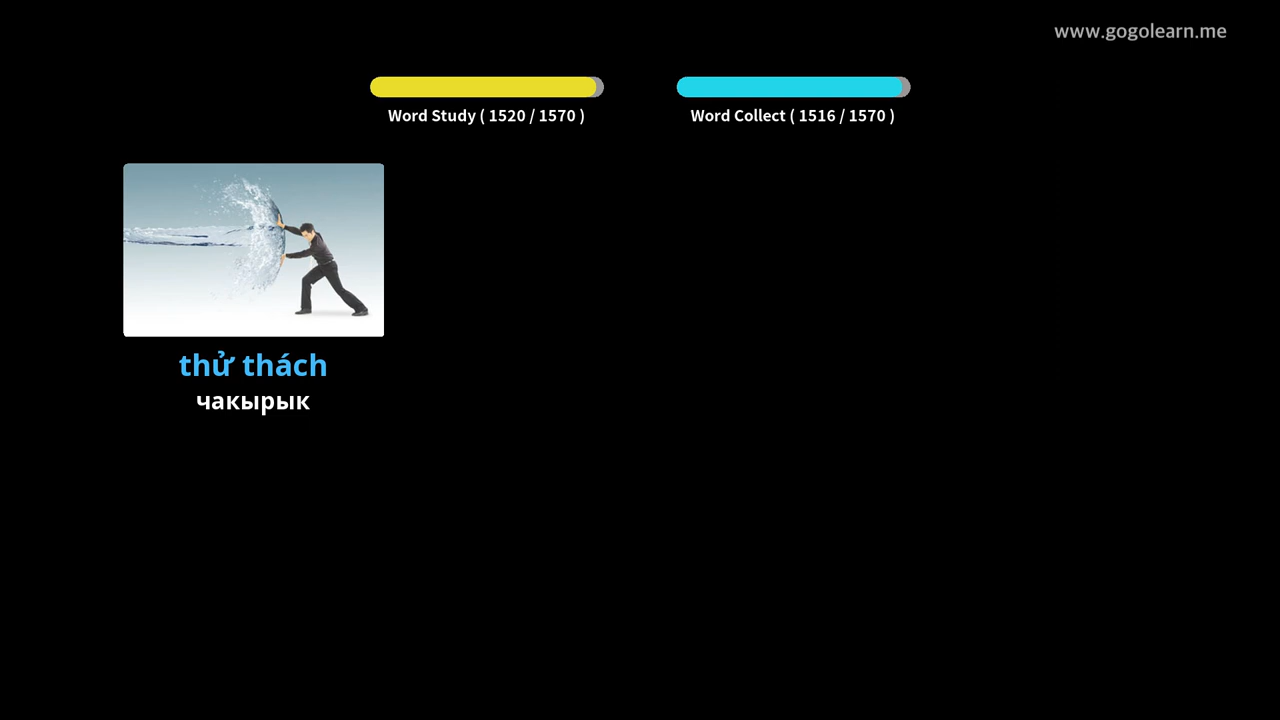 www.gogolearn.me
Word Study ( 1520 / 1570 )
Word Collect ( 1516 / 1570 )
thử thách
чакырык